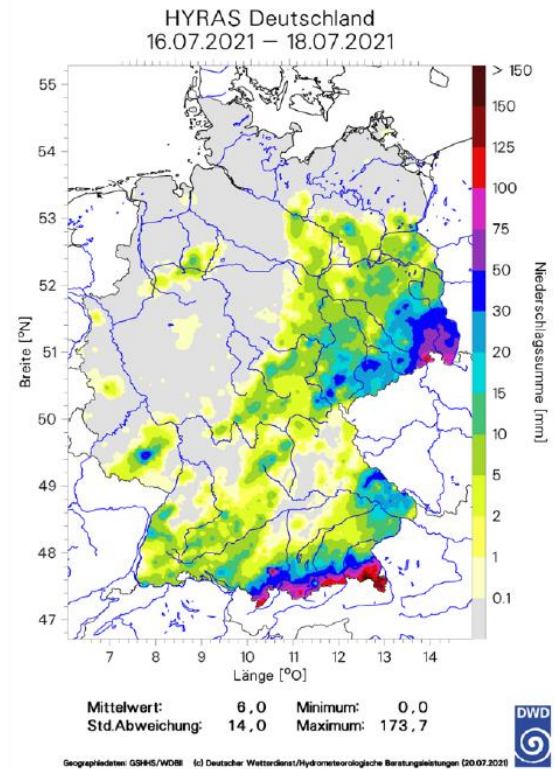 HYRAS Deutschland
16.07.2021 – 18.07.2021
55
54
53
52
51
50
49
48
47
Breite [°N]
7 8 9 10 11 12 13 14
Länge [°O]
> 150
150
125
100
75
50
30
20
15
10
5
2
1
0.1
Niederschlagssumme [mm]
Mittelwert: 6,0 Minimum: 0,0
Std.Abweichung: 14,0 Maximum: 173,7
DWD
Geographiedaten: GSHHS/WDBII (c) Deutscher Wetterdienst/Hydrometeorologische Beratungsleistungen (20.07.2021)